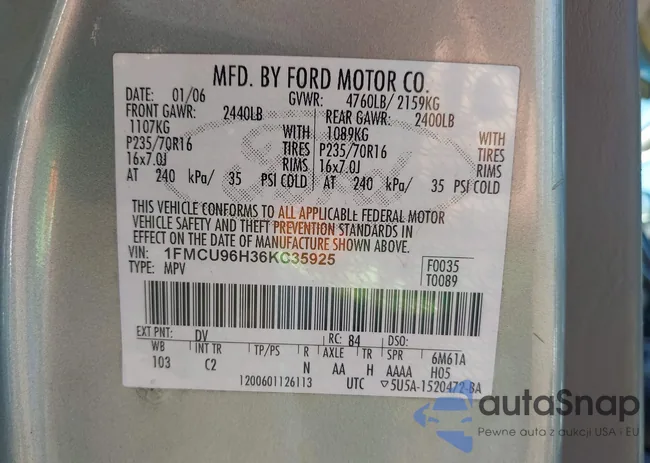 MFD. BY FORD MOTOR CO.
DATE: 01/06 GVWR: 4760LB/ 2159KG
FRONT GAWR: 2440LB REAR GAWR: 2400LB
1107KG WITH 1089KG WITH
P235/70R16 TIRES P235/70R16 TIRES
16x7.0J RIMS 16x7.0J RIMS
AT 240 kPa/ 35 PSI COLD AT 240 kPa/ 35 PSI COLD
Ford
THIS VEHICLE CONFORMS TO ALL APPLICABLE FEDERAL MOTOR
VEHICLE SAFETY AND THEFT PREVENTION STANDARDS IN
EFFECT ON THE DATE OF MANUFACTURE SHOWN ABOVE.
VIN: 1FMCU96H36KC35925 F0035
TYPE: MPV T0089
EXT PNT: DV RC: 84 DSO:
WB INT TR TP/PS R AXLE TR SPR 6M61A
103 C2 N AA H AAAA H05
1200601126113 UTC ▽5U5A-1520472-BA
autoSnap
Pewne auta z aukcji USA i EU